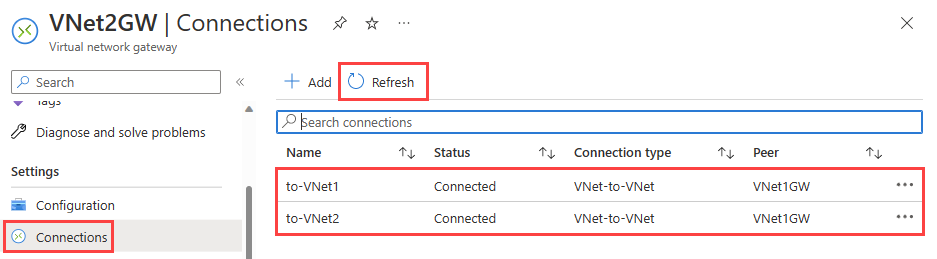 VNet2GW | Connections
Virtual network gateway
Search
Tags
Diagnose and solve problems
Settings
Configuration
Connections
Add Refresh
Search connections
Name Status Connection type Peer
to-VNet1 Connected VNet-to-VNet VNet1GW
to-VNet2 Connected VNet-to-VNet VNet1GW